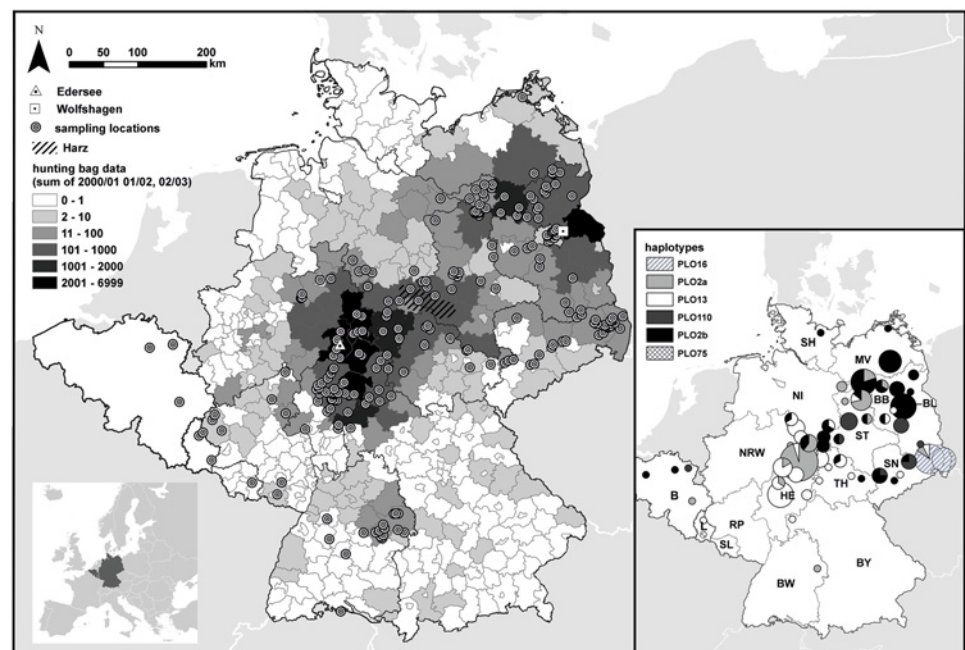 N
0 50 100 200
km
Edersee
Wolfshagen
sampling locations
Harz
hunting bag data
(sum of 2000/01 01/02, 02/03)
0 - 1
2 - 10
11 - 100
101 - 1000
1001 - 2000
2001 - 6999
haplotypes
PLO16
PLO2a
PLO13
PLO110
PLO2b
PLO75
SH
MV
NI
BB
BL
ST
NRW
SN
TH
HE
B
L
RP
SL
BW
BY